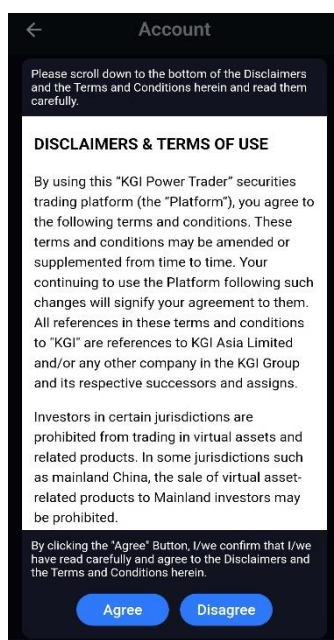 Account
Please scroll down to the bottom of the Disclaimers
and the Terms and Conditions herein and read them
carefully.
DISCLAIMERS & TERMS OF USE
By using this "KGI Power Trader" securities
trading platform (the "Platform"), you agree to
the following terms and conditions. These
terms and conditions may be amended or
supplemented from time to time. Your
continuing to use the Platform following such
changes will signify your agreement to them.
All references in these terms and conditions
to "KGI" are references to KGI Asia Limited
and/or any other company in the KGI Group
and its respective successors and assigns.
Investors in certain jurisdictions are
prohibited from trading in virtual assets and
related products. In some jurisdictions such
as mainland China, the sale of virtual asset-
related products to Mainland investors may
be prohibited.
By clicking the "Agree" Button, I/we confirm that I/we
have read carefully and agree to the Disclaimers and
the Terms and Conditions herein.
Agree Disagree